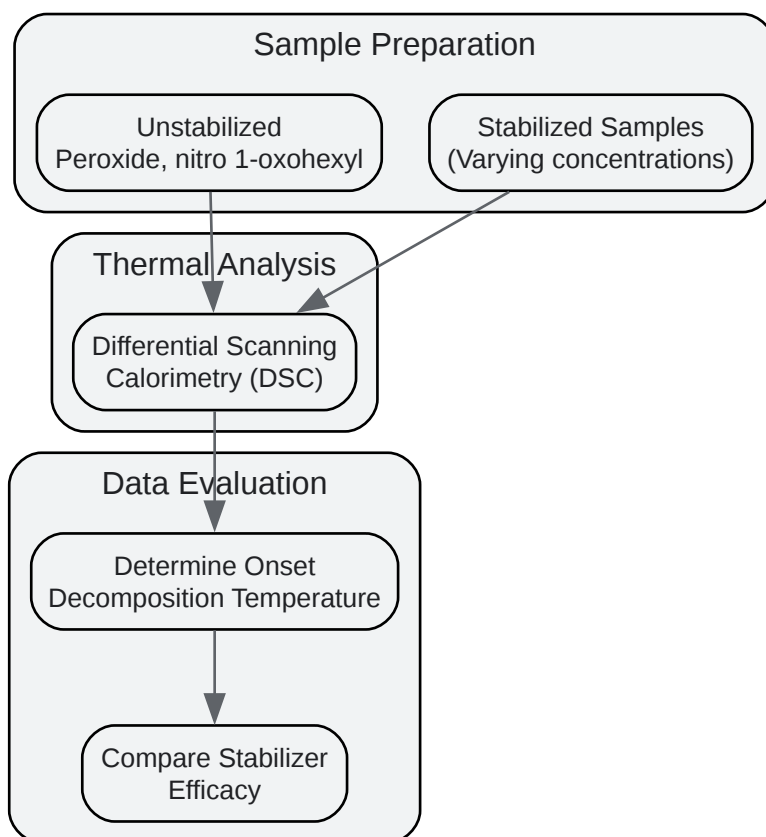 Sample Preparation
Unstabilized
Peroxide, nitro 1-oxohexyl
Stabilized Samples
(Varying concentrations)
Thermal Analysis
Differential Scanning
Calorimetry (DSC)
Data Evaluation
Determine Onset
Decomposition Temperature
Compare Stabilizer
Efficacy